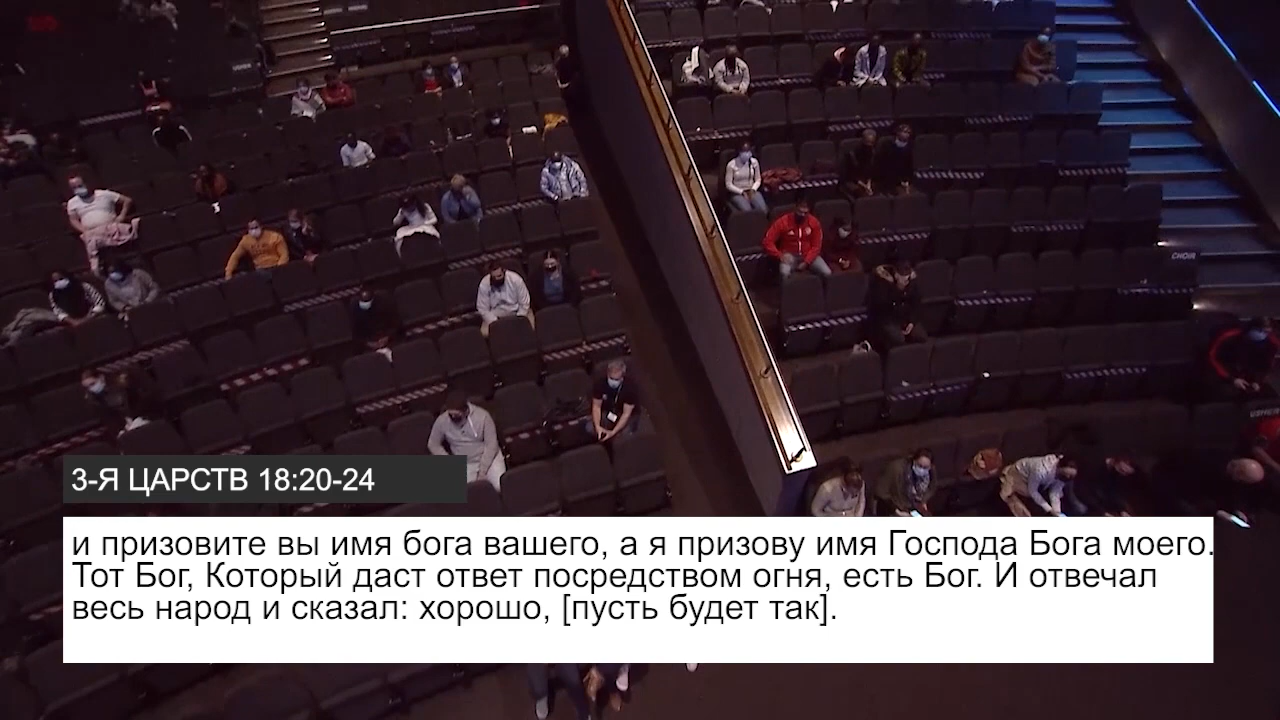 CHOIR
3-Я ЦАРСТВ 18:20-24
и призовите вы имя бога вашего, а я призову имя Господа Бога моего.
Тот Бог, Который даст ответ посредством огня, есть Бог. И отвечал
весь народ и сказал: хорошо, [пусть будет так].